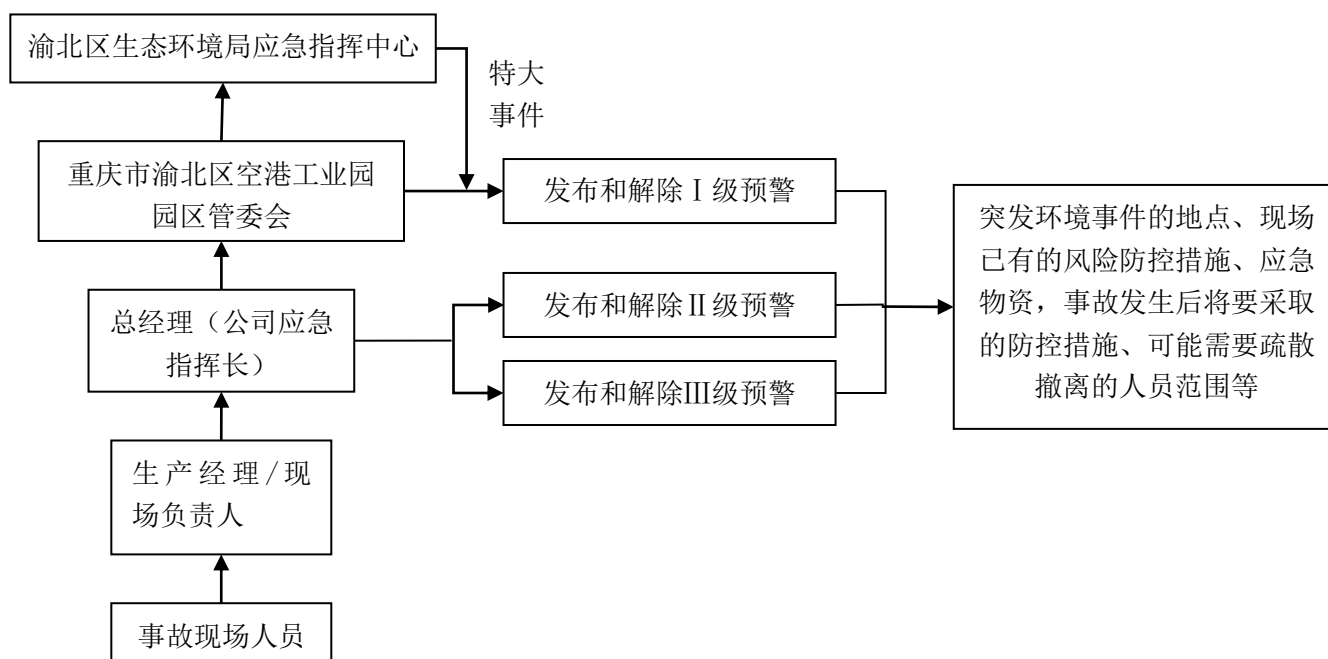 渝北区生态环境局应急指挥中心
特大
事件
重庆市渝北区空港工业园
园区管委会
发布和解除Ⅰ级预警
突发环境事件的地点、现场
已有的风险防控措施、应急
物资，事故发生后将要采取
的防控措施、可能需要疏散
撤离的人员范围等
总经理（公司应急
指挥长）
发布和解除Ⅱ级预警
发布和解除Ⅲ级预警
生产经理/现
场负责人
事故现场人员